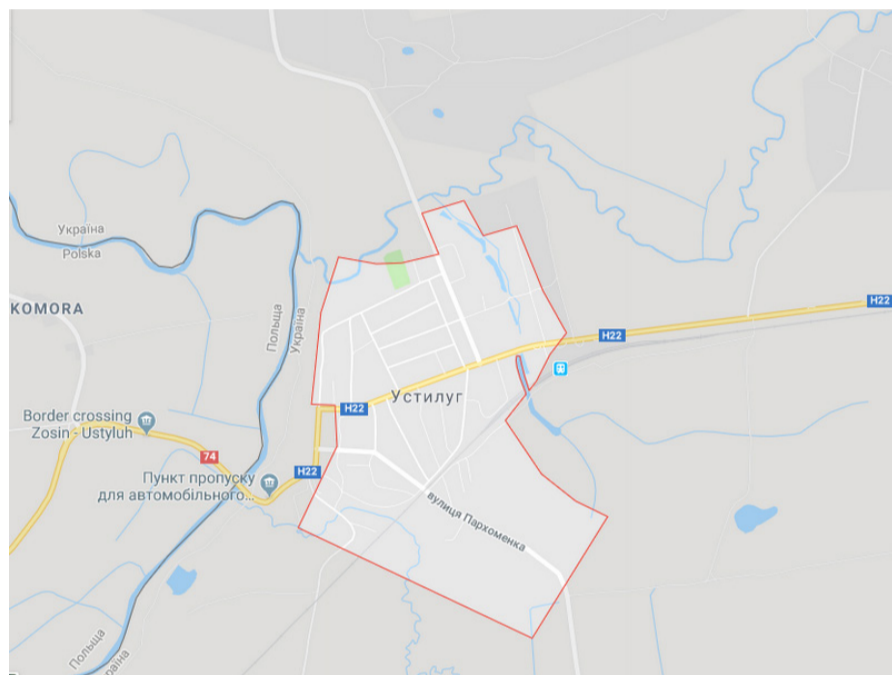 Україна
Polska
KOMORA
Польща
Україна
H22
H22
H22
Устилуг
Border crossing
Zosin - Ustyluh
74
H22
Пункт пропуску
для автомобільного...
вулиця Пархоменка
Польща